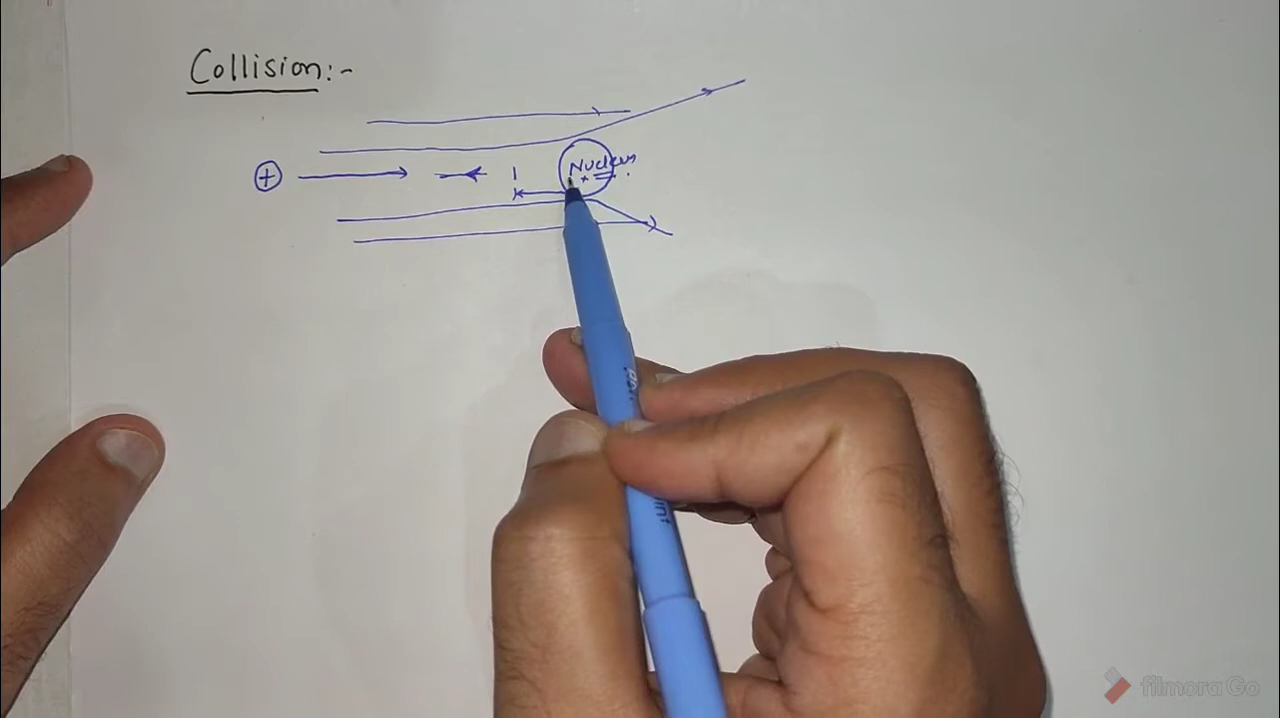 Collision:-
+
Nucleus
+
filmora Go